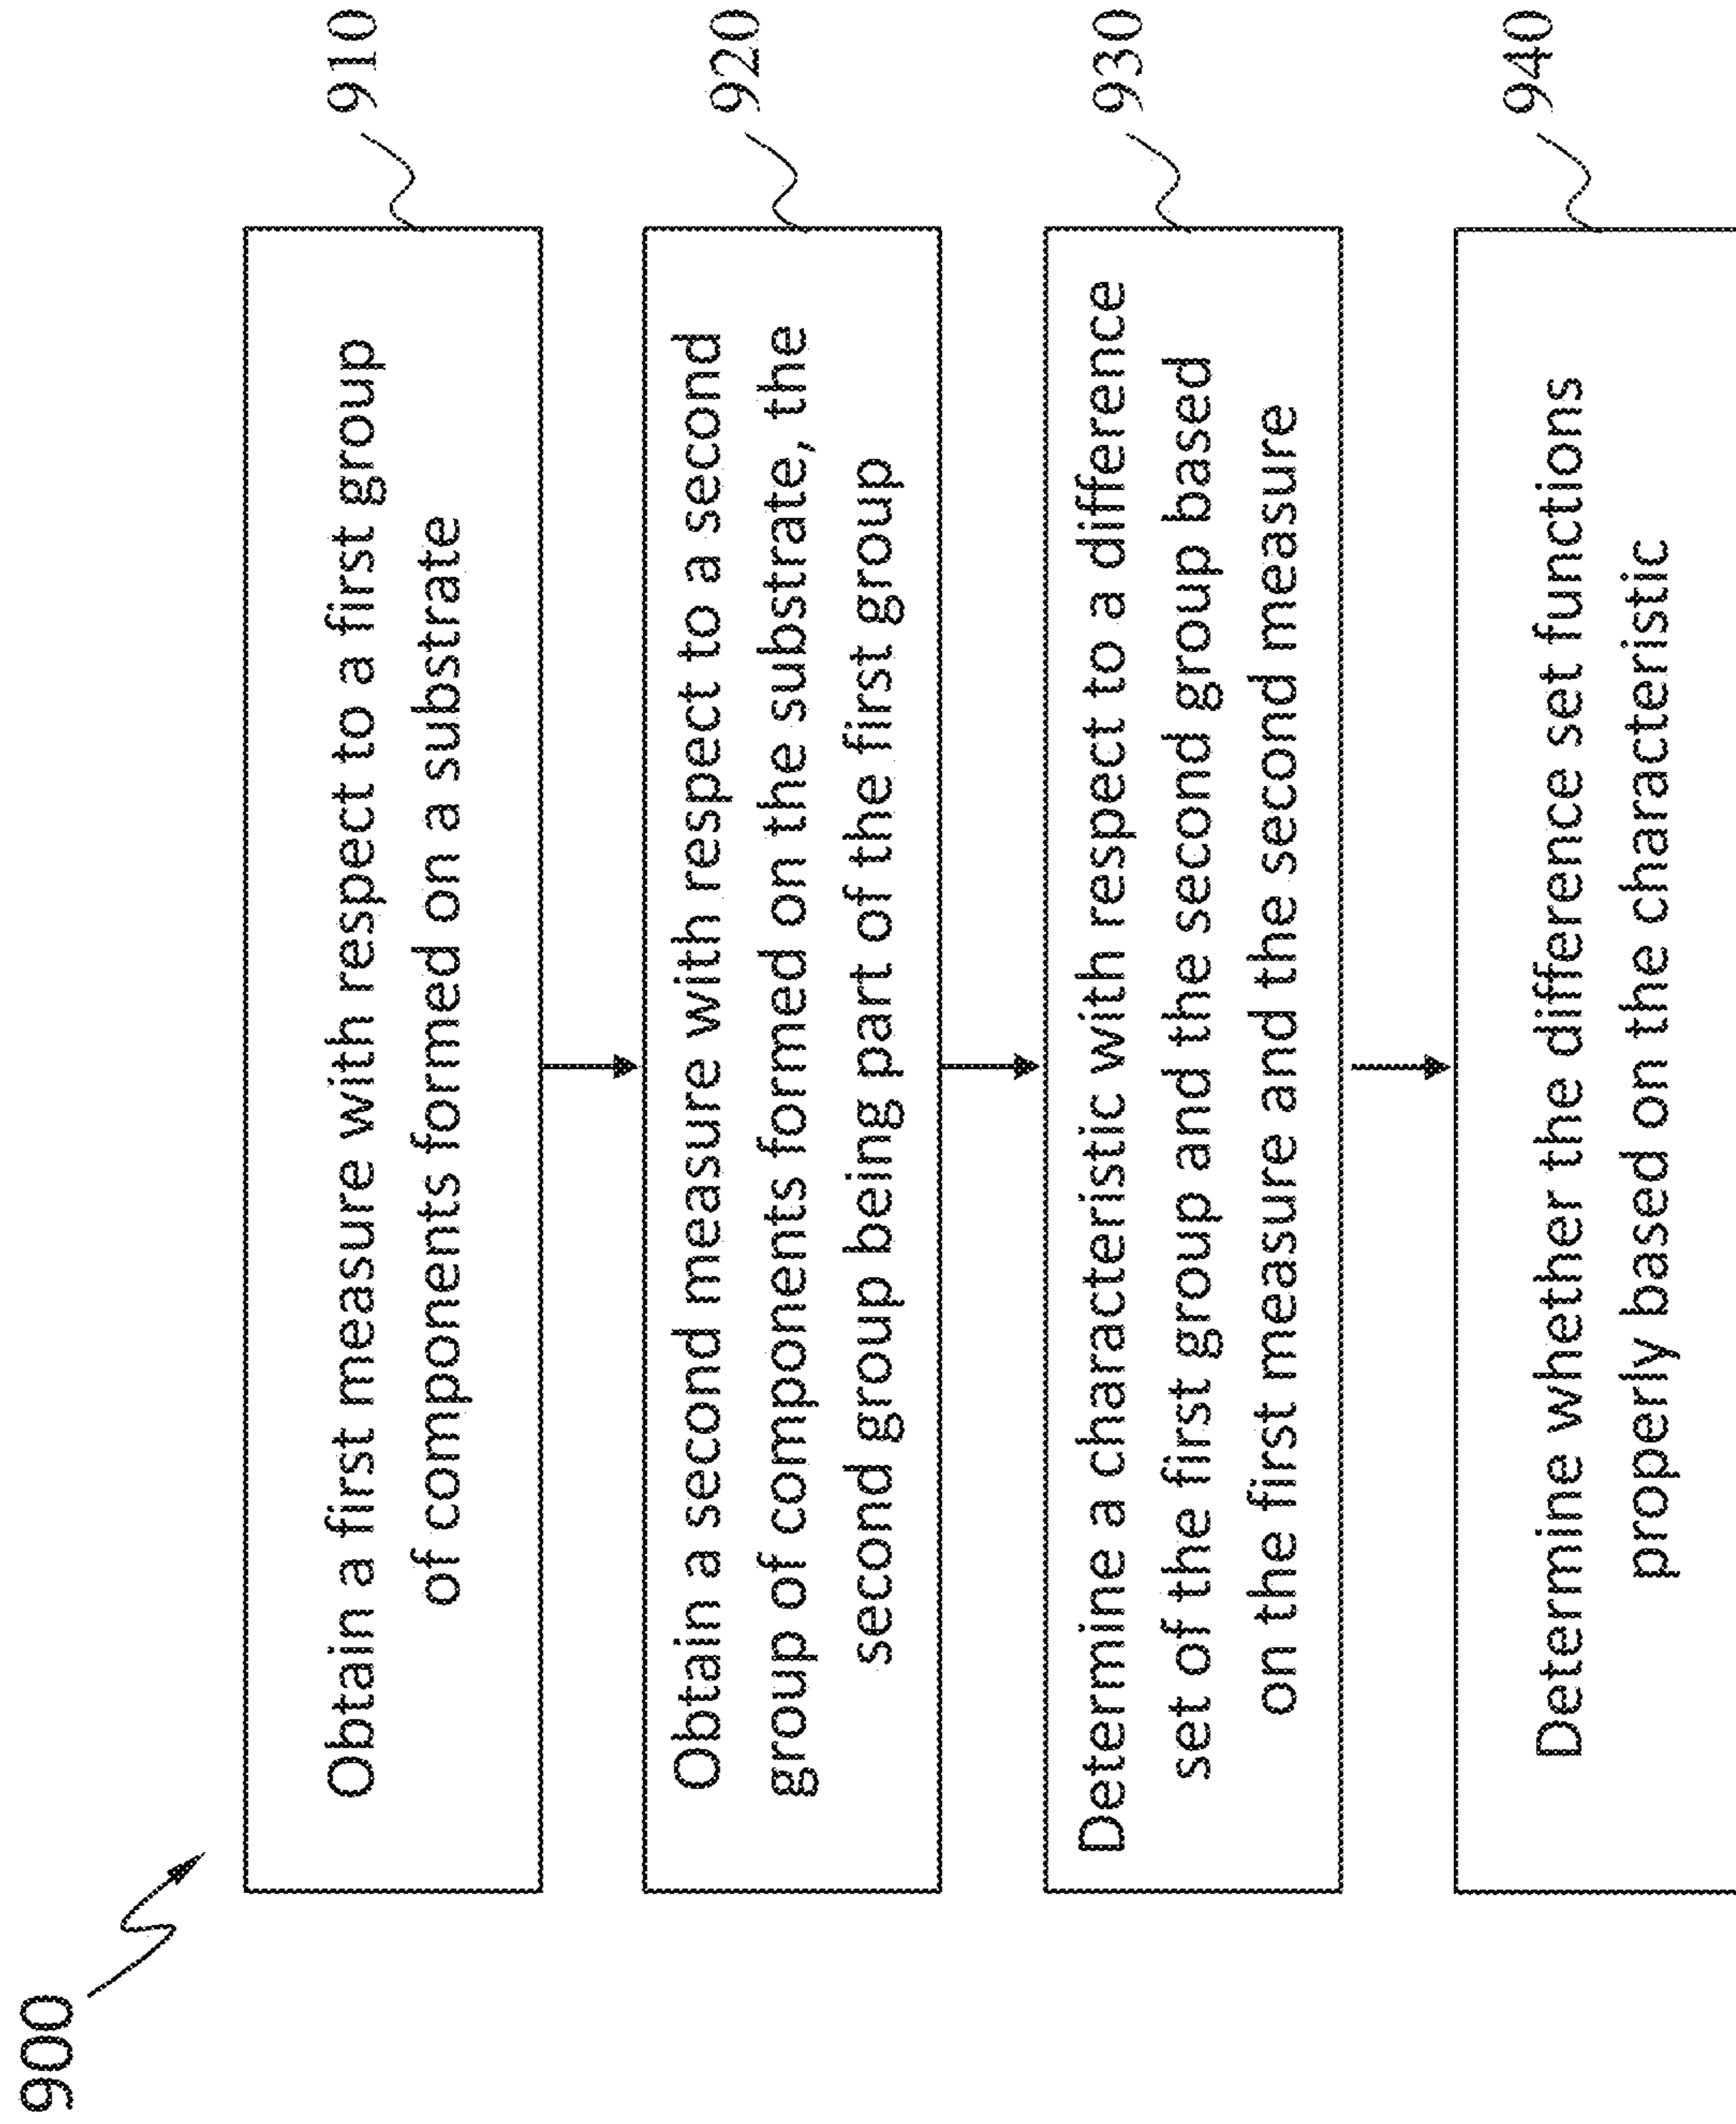 900
Obtain a first measure with respect to a first group
of components formed on a substrate
910
Obtain a second measure with respect to a second
group of components formed on the substrate, the
second group being part of the first group
920
Determine a characteristic with respect to a difference
set of the first group and the second group based
on the first measure and the second measure
930
Determine whether the difference set functions
properly based on the characteristic
940